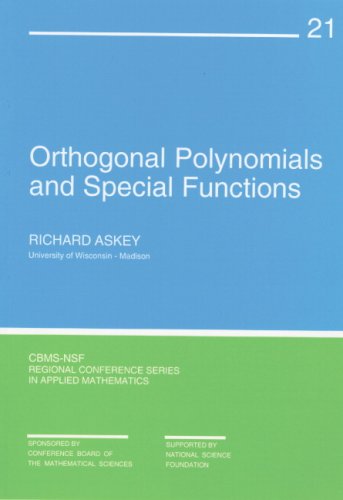 21
Orthogonal Polynomials
and Special Functions
RICHARD ASKEY
University of Wisconsin - Madison
CBMS-NSF
REGIONAL CONFERENCE SERIES
IN APPLIED MATHEMATICS
SPONSORED BY
CONFERENCE BOARD OF
THE MATHEMATICAL SCIENCES
SUPPORTED BY
NATIONAL SCIENCE
FOUNDATION